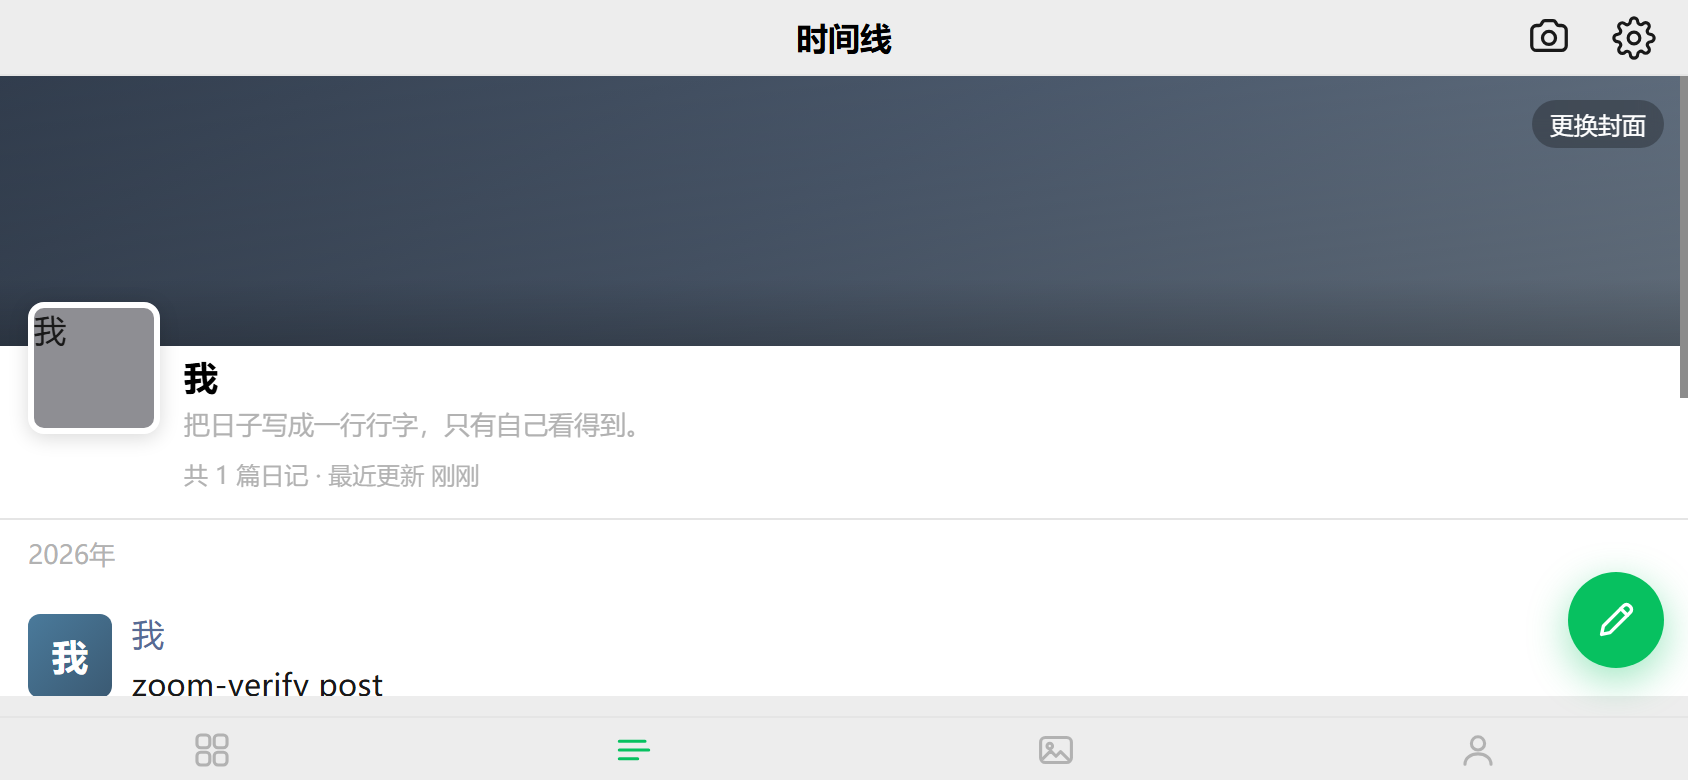 时间线
更换封面
我
我
把日子写成一行行字，只有自己看得到。
共 1 篇日记 · 最近更新 刚刚
2026年
我
我
zoom-verify post